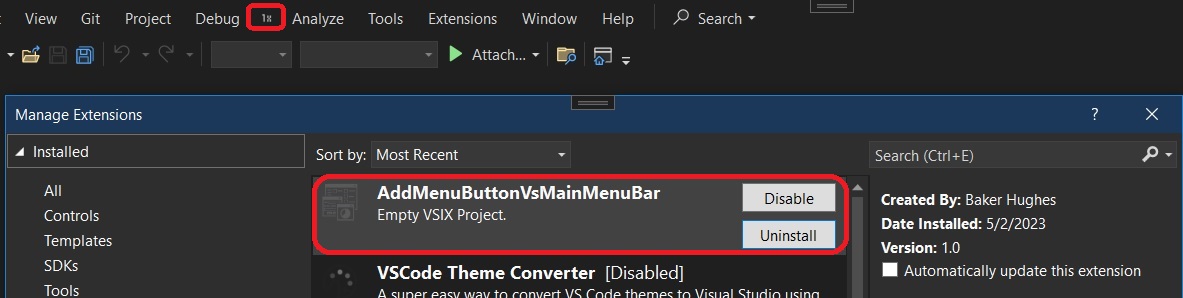 View Git Project Debug 1x Analyze Tools Extensions Window Help Search
Attach...
Manage Extensions ?
Installed
Sort by: Most Recent
Search (Ctrl+E)
All
Controls
Templates
SDKs
Tools
AddMenuButtonVsMainMenuBar
Empty VSIX Project.
Disable
Uninstall
VSCode Theme Converter [Disabled]
A super easy way to convert VS Code themes to Visual Studio using
Created By: Baker Hughes
Date Installed: 5/2/2023
Version: 1.0
Automatically update this extension